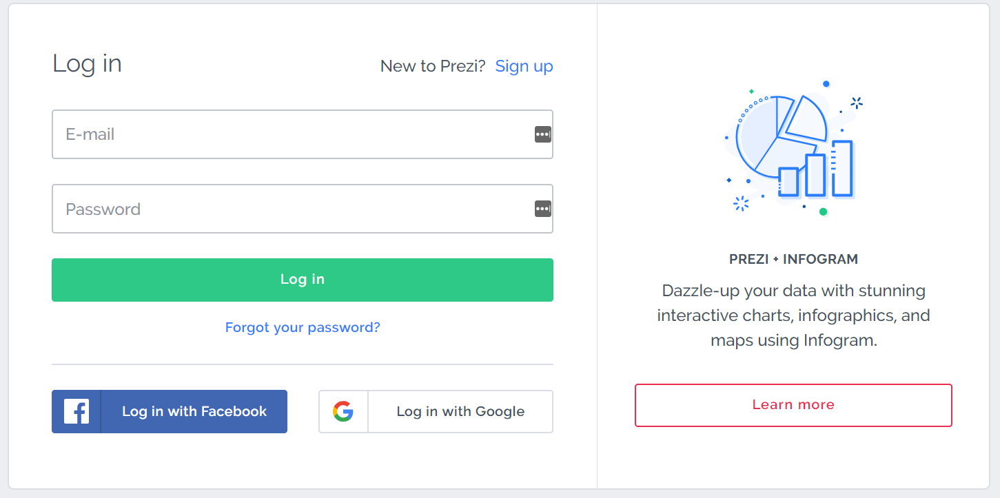 Log in
New to Prezi? Sign up
E-mail
Password
Log in
Forgot your password?
Log in with Facebook
Log in with Google
PREZI + INFOGRAM
Dazzle-up your data with stunning
interactive charts, infographics, and
maps using Infogram.
Learn more